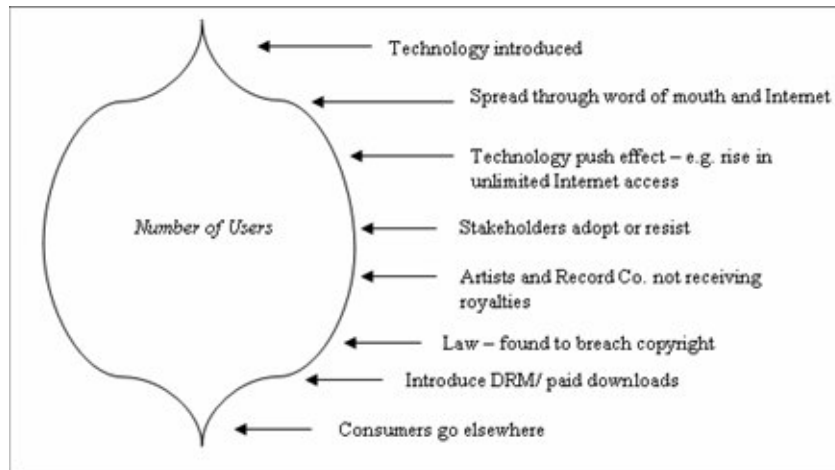 Technology introduced
Spread through word of mouth and Internet
Technology push effect – e.g. rise in
unlimited Internet access
Number of Users
Stakeholders adopt or resist
Artists and Record Co. not receiving
royalties
Law – found to breach copyright
Introduce DRM/ paid downloads
Consumers go elsewhere